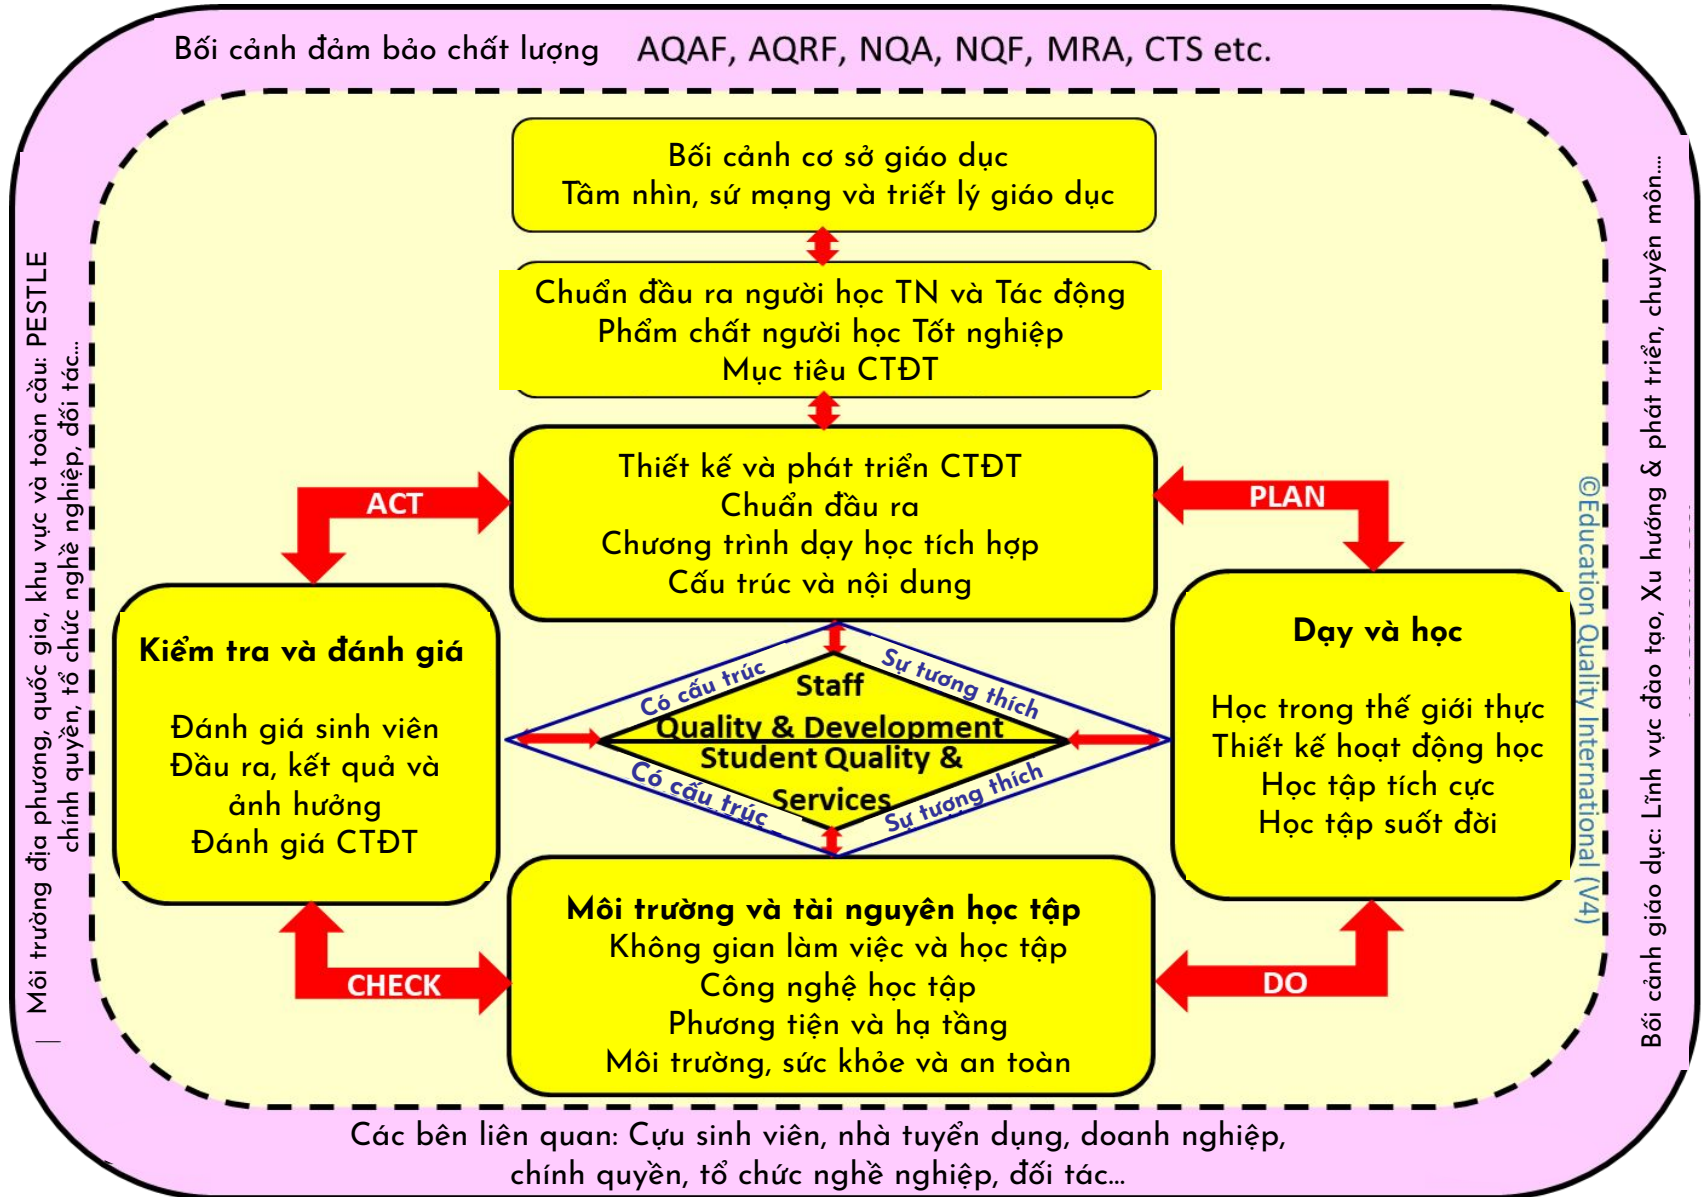 Bối cảnh đảm bảo chất lượng AQAF, AQRF, NQA, NQF, MRA, CTS etc.
Môi trường địa phương, quốc gia, khu vực và toàn cầu: PESTLE
chính quyền, tổ chức nghề nghiệp, đối tác...
Bối cảnh cơ sở giáo dục
Tầm nhìn, sứ mạng và triết lý giáo dục
Chuẩn đầu ra người học TN và Tác động
Phẩm chất người học Tốt nghiệp
Mục tiêu CTĐT
Thiết kế và phát triển CTĐT
Chuẩn đầu ra
Chương trình dạy học tích hợp
Cấu trúc và nội dung
ACT
PLAN
Kiểm tra và đánh giá
Đánh giá sinh viên
Đầu ra, kết quả và
ảnh hưởng
Đánh giá CTĐT
Có cấu trúc
Sự tương thích
Staff
Quality & Development
Student Quality &
Services
Có cấu trúc
Sự tương thích
Dạy và học
Học trong thế giới thực
Thiết kế hoạt động học
Học tập tích cực
Học tập suốt đời
CHECK
DO
Môi trường và tài nguyên học tập
Không gian làm việc và học tập
Công nghệ học tập
Phương tiện và hạ tầng
Môi trường, sức khỏe và an toàn
©Education Quality International (V4)
Bối cảnh giáo dục: Lĩnh vực đào tạo, Xu hướng & phát triển, chuyên môn...
Các bên liên quan: Cựu sinh viên, nhà tuyển dụng, doanh nghiệp,
chính quyền, tổ chức nghề nghiệp, đối tác...